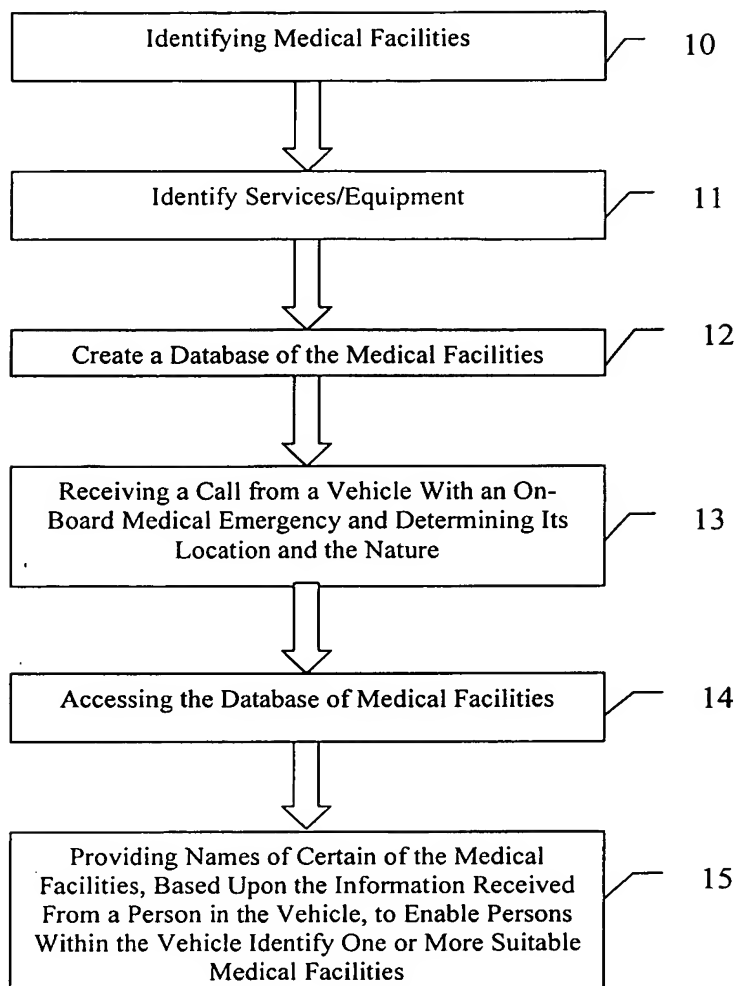 Identifying Medical Facilities
10
Identify Services/Equipment
11
Create a Database of the Medical Facilities
12
Receiving a Call from a Vehicle With an On-
Board Medical Emergency and Determining Its
Location and the Nature
13
Accessing the Database of Medical Facilities
14
Providing Names of Certain of the Medical
Facilities, Based Upon the Information Received
From a Person in the Vehicle, to Enable Persons
Within the Vehicle Identify One or More Suitable
Medical Facilities
15